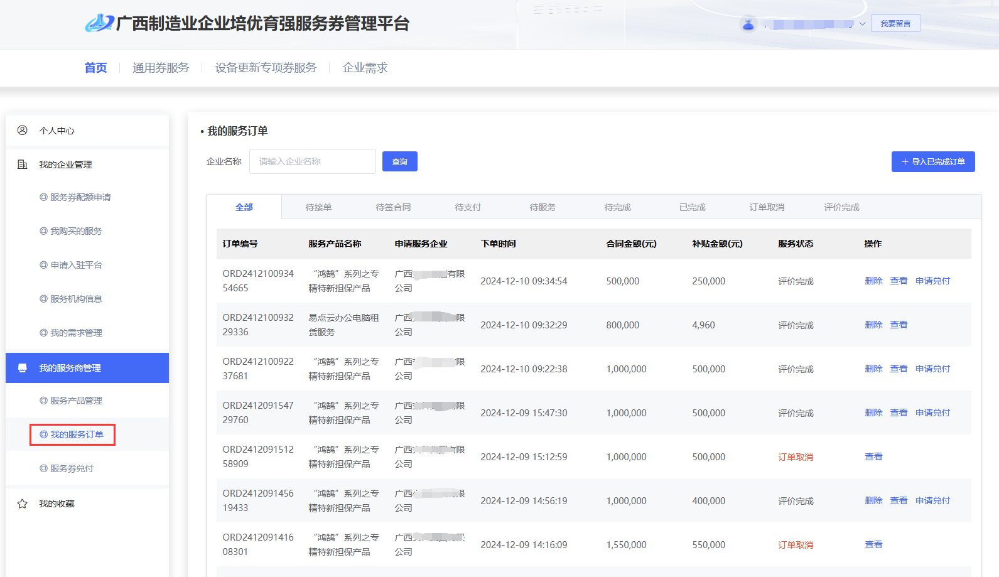 广西制造业企业培优育强服务券管理平台
我要留言
首页
通用券服务
设备更新专项券服务
企业需求
个人中心
我的企业管理
服务券配额申请
我购买的服务
申请入驻平台
服务机构信息
我的需求管理
我的服务商管理
服务产品管理
我的服务订单
服务券兑付
我的收藏
• 我的服务订单
企业名称 请输入企业名称 查询
+ 导入已完成订单
全部 待接单 待签合同 待支付 待服务 待完成 已完成 订单取消 评价完成
订单编号 服务产品名称 申请服务企业 下单时间 合同金额(元) 补贴金额(元) 服务状态 操作
ORD2412100934 “鸿鹄”系列之专 广西 有限
54665 精特新担保产品 公司
2024-12-10 09:34:54 500,000 250,000 评价完成 删除 查看 申请兑付
ORD2412100932 易点云办公电脑租 广西 限
29336 赁服务 公司
2024-12-10 09:32:29 800,000 4,960 评价完成 删除 查看
ORD2412100922 “鸿鹄”系列之专 广西 限
37681 精特新担保产品 公司
2024-12-10 09:22:38 1,000,000 500,000 评价完成 删除 查看 申请兑付
ORD2412091547 “鸿鹄”系列之专 广西 限
29760 精特新担保产品 公司
2024-12-09 15:47:30 1,000,000 500,000 评价完成 删除 查看 申请兑付
ORD2412091512 “鸿鹄”系列之专 广西 限
58909 精特新担保产品 公司
2024-12-09 15:12:59 1,000,000 500,000 订单取消 查看
ORD2412091456 “鸿鹄”系列之专 广西 限
19433 精特新担保产品 公司
2024-12-09 14:56:19 1,000,000 400,000 评价完成 删除 查看 申请兑付
ORD2412091416 “鸿鹄”系列之专 广西
08301 精特新担保产品 公司
2024-12-09 14:16:09 1,550,000 550,000 订单取消 查看